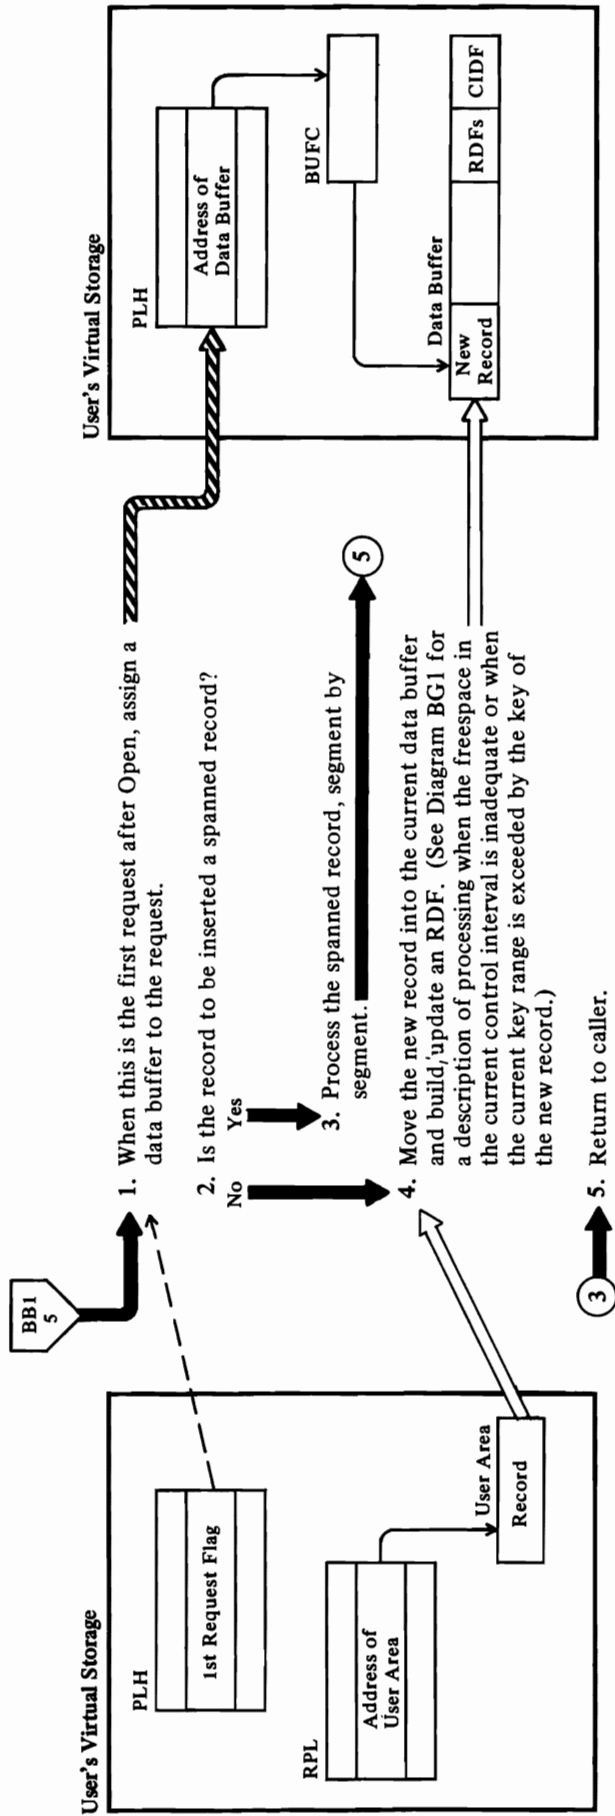 User's Virtual Storage
PLH
1st Request Flag
RPL
Address of
User Area
User Area
Record
BB1
5
1. When this is the first request after Open, assign a
data buffer to the request.
2. Is the record to be inserted a spanned record?
No
Yes
3. Process the spanned record, segment by
segment.
5
4. Move the new record into the current data buffer
and build/update an RDF. (See Diagram BG1 for
a description of processing when the freespace in
the current control interval is inadequate or when
the current key range is exceeded by the key of
the new record.)
3
5. Return to caller.
User's Virtual Storage
PLH
Address of
Data Buffer
BUFC
Data Buffer
New
Record
RDFs
CIDF